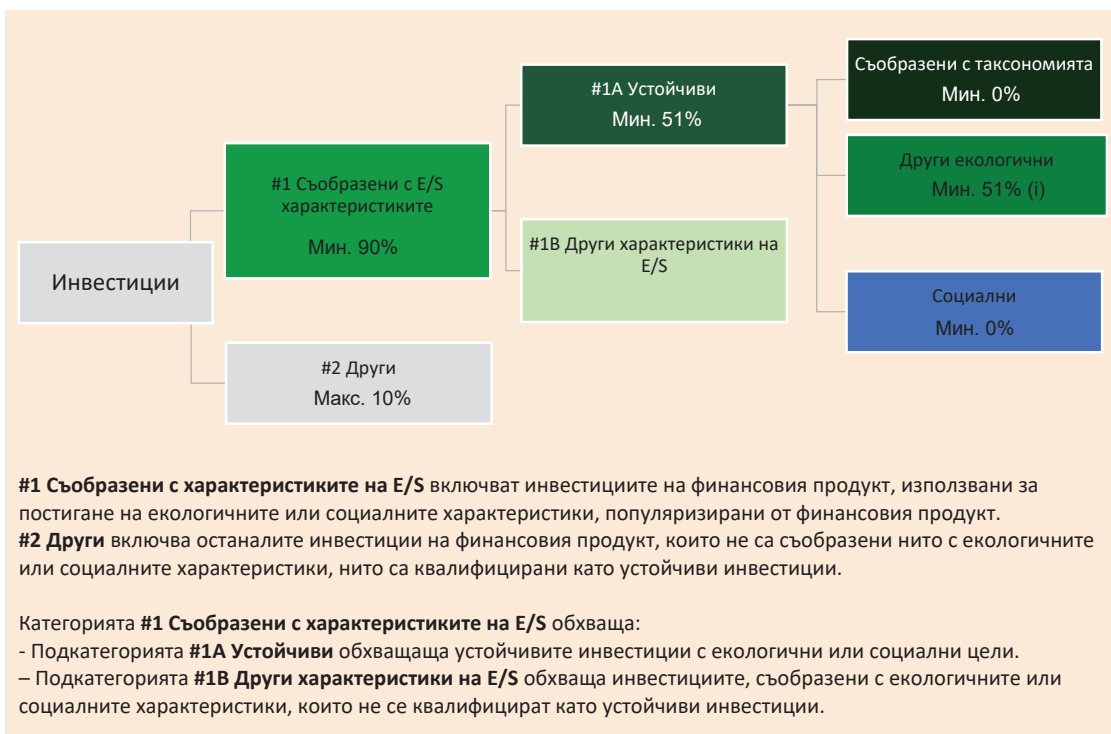 Инвестиции
#1 Съобразени с E/S
характеристиките
Мин. 90%
#2 Други
Макс. 10%
#1A Устойчиви
Мин. 51%
#1B Други характеристики на
E/S
Съобразени с таксономията
Мин. 0%
Други екологични
Мин. 51% (i)
Социални
Мин. 0%
#1 Съобразени с характеристиките на E/S включват инвестициите на финансовия продукт, използвани за
постигане на екологичните или социалните характеристики, популяризирани от финансовия продукт.
#2 Други включва останалите инвестиции на финансовия продукт, които не са съобразени нито с екологичните
или социалните характеристики, нито са квалифицирани като устойчиви инвестиции.
Категорията #1 Съобразени с характеристиките на E/S обхваща:
- Подкатегорията #1A Устойчиви обхващаща устойчивите инвестиции с екологични или социални цели.
– Подкатегорията #1B Други характеристики на E/S обхваща инвестициите, съобразени с екологичните или
социалните характеристики, които не се квалифицират като устойчиви инвестиции.